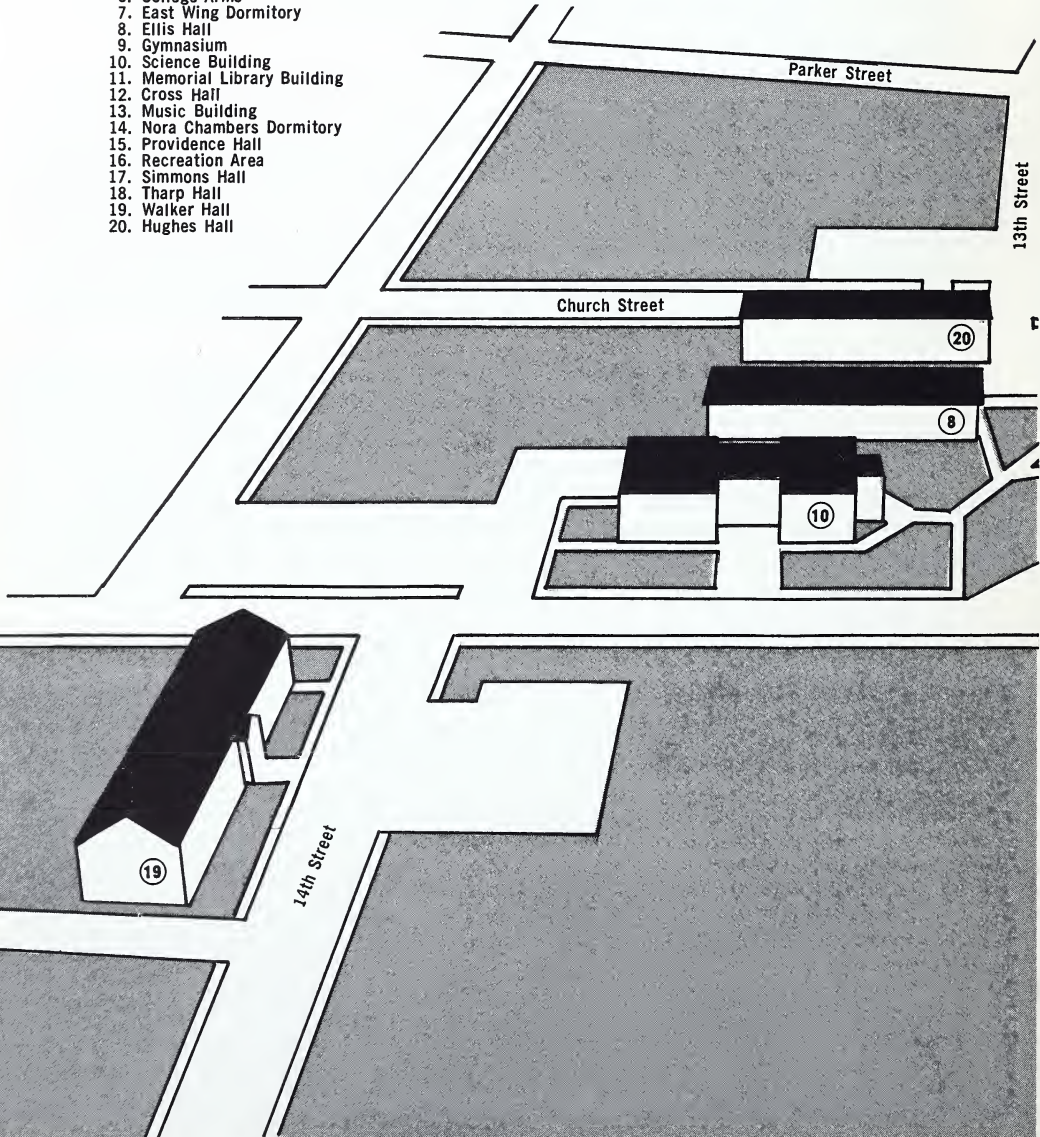 7. East Wing Dormitory
8. Ellis Hall
9. Gymnasium
10. Science Building
11. Memorial Library Building
12. Cross Hall
13. Music Building
14. Nora Chambers Dormitory
15. Providence Hall
16. Recreation Area
17. Simmons Hall
18. Tharp Hall
19. Walker Hall
20. Hughes Hall
Parker Street
13th Street
Church Street
20
8
10
19
14th Street